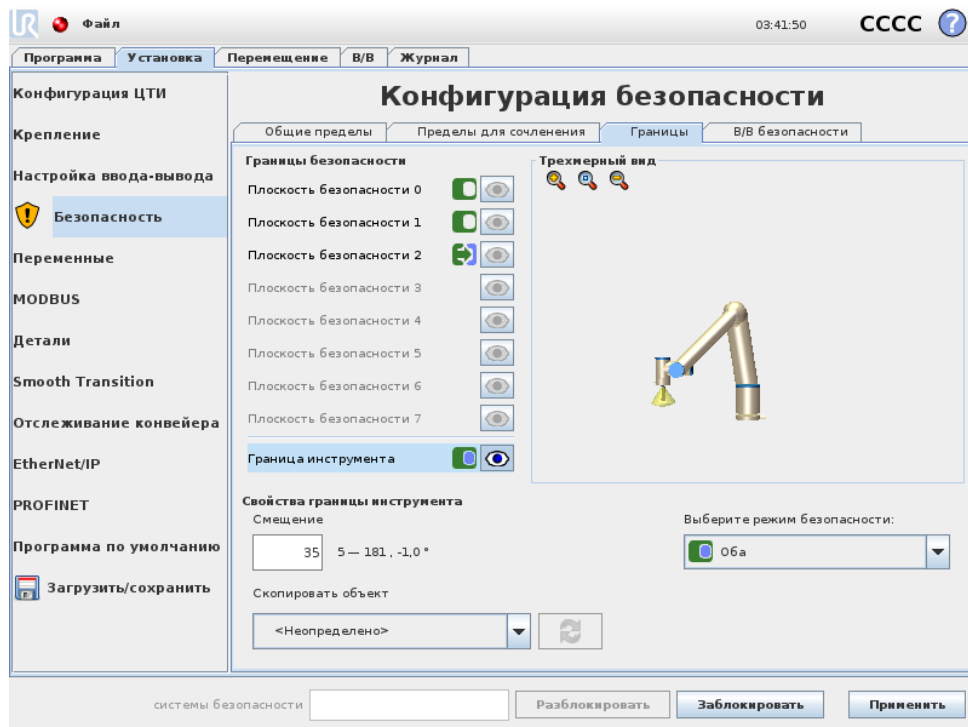 UR Файл 03:41:50 CCCC ?
Программа Установка Перемещение В/В Журнал
Конфигурация ЦТИ
Крепление
Настройка ввода-вывода
Безопасность
Переменные
MODBUS
Детали
Smooth Transition
Отслеживание конвейера
EtherNet/IP
PROFINET
Программа по умолчанию
Загрузить/сохранить
Конфигурация безопасности
Общие пределы Пределы для сочленения Границы В/В безопасности
Границы безопасности
Плоскость безопасности 0
Плоскость безопасности 1
Плоскость безопасности 2
Плоскость безопасности 3
Плоскость безопасности 4
Плоскость безопасности 5
Плоскость безопасности 6
Плоскость безопасности 7
Граница инструмента
Трехмерный вид
Свойства границы инструмента
Смещение
35 5 — 181 , -1,0 °
Скопировать объект
<Неопределено>
Выберите режим безопасности:
Оба
системы безопасности Разблокировать Заблокировать Применить